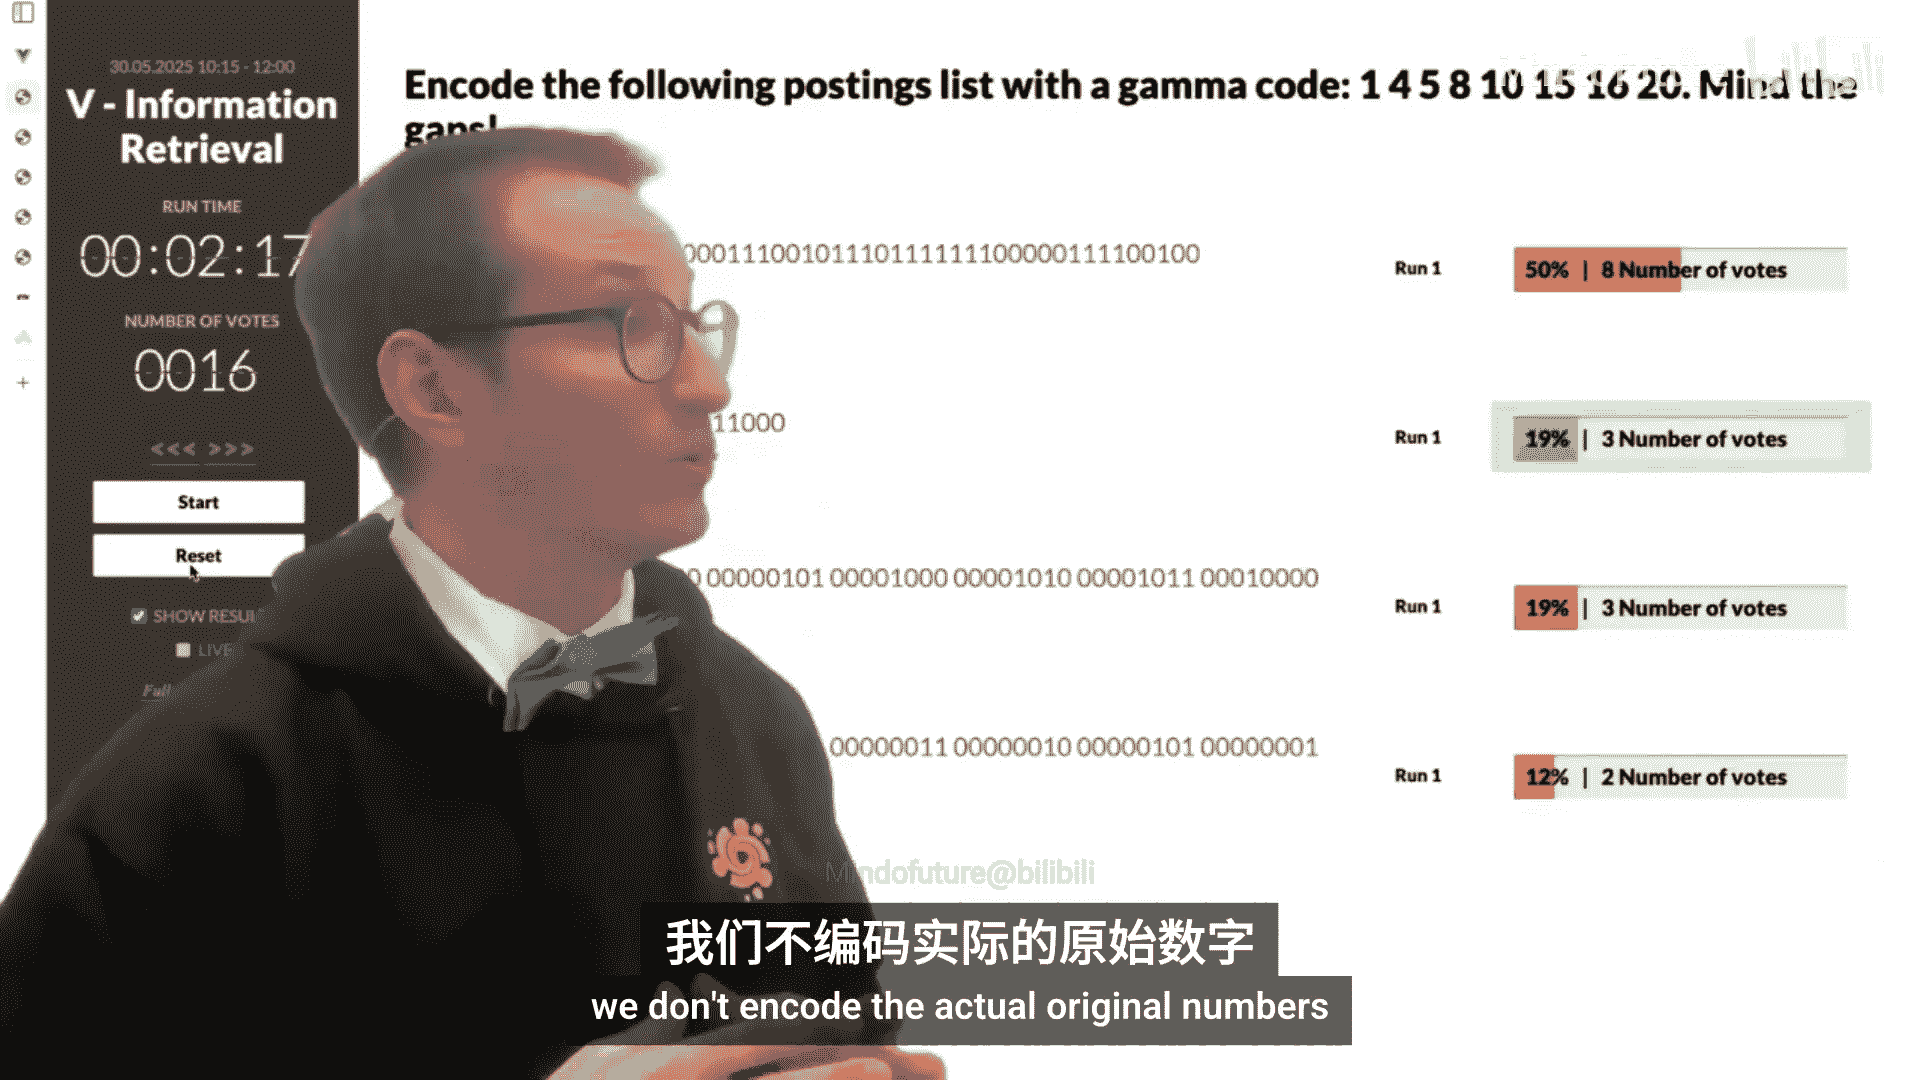 30.05.2025 10:15 - 12:00
V - Information
Retrieval
RUN TIME
00:02:17
NUMBER OF VOTES
0016
<<< >>>
Start
Reset
SHOW RESUL
LIVE
Full
Encode the following postings list with a gamma code: 1 4 5 8 10 15 16 20. Mind the
gaps!
Run 1
50% | 8 Number of votes
11000
Run 1
19% | 3 Number of votes
0 00000101 00001000 00001010 00001011 00010000
Run 1
19% | 3 Number of votes
00000011 00000010 00000101 00000001
Run 1
12% | 2 Number of votes
Mindofuture@bilibili
我们不编码实际的原始数字
we don't encode the actual original numbers